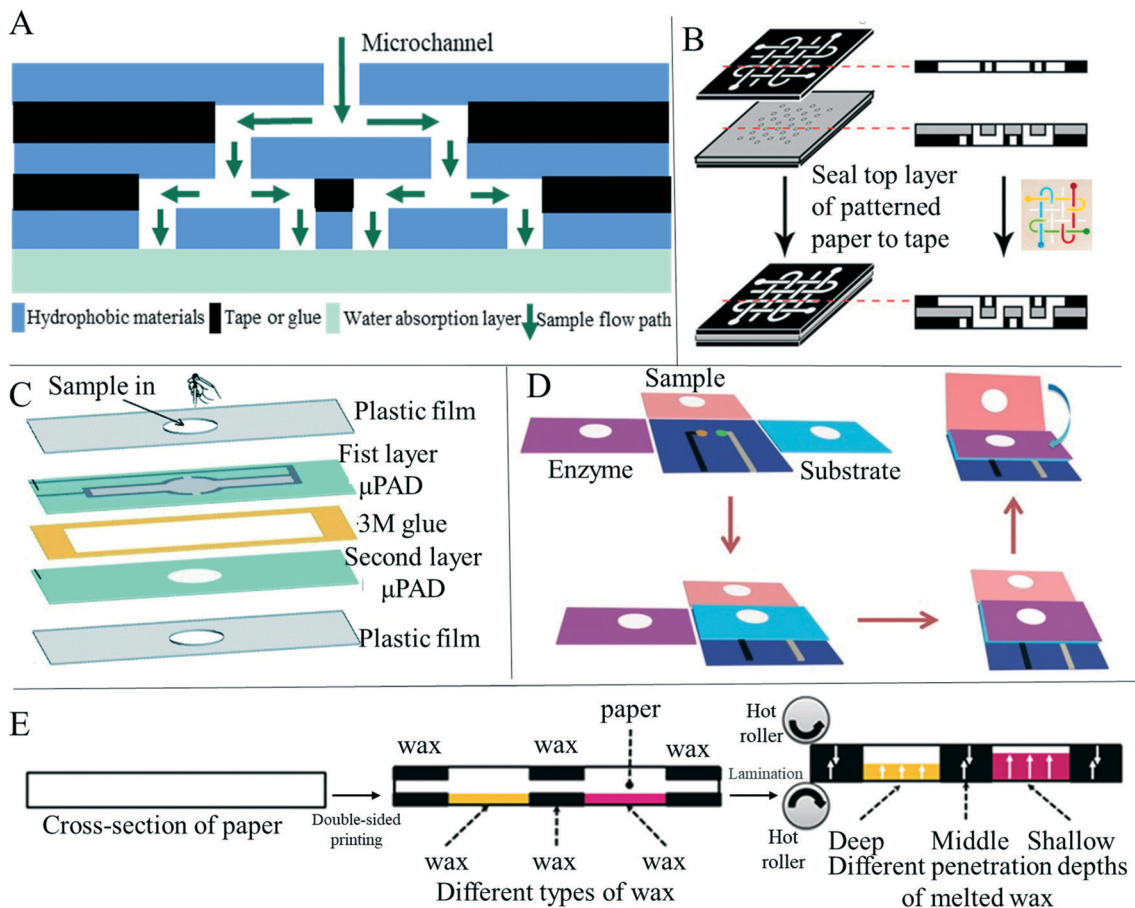 A
Microchannel
Hydrophobic materials
Tape or glue
Water absorption layer
Sample flow path
B
Seal top layer
of patterned
paper to tape
C
Sample in
Plastic film
Fist layer
μPAD
3M glue
Second layer
μPAD
Plastic film
D
Sample
Enzyme
Substrate
E
Cross-section of paper
Double-sided
printing
paper
wax wax wax
wax wax wax
Different types of wax
Lamination
Hot
roller
Hot
roller
Deep Middle Shallow
Different penetration depths
of melted wax